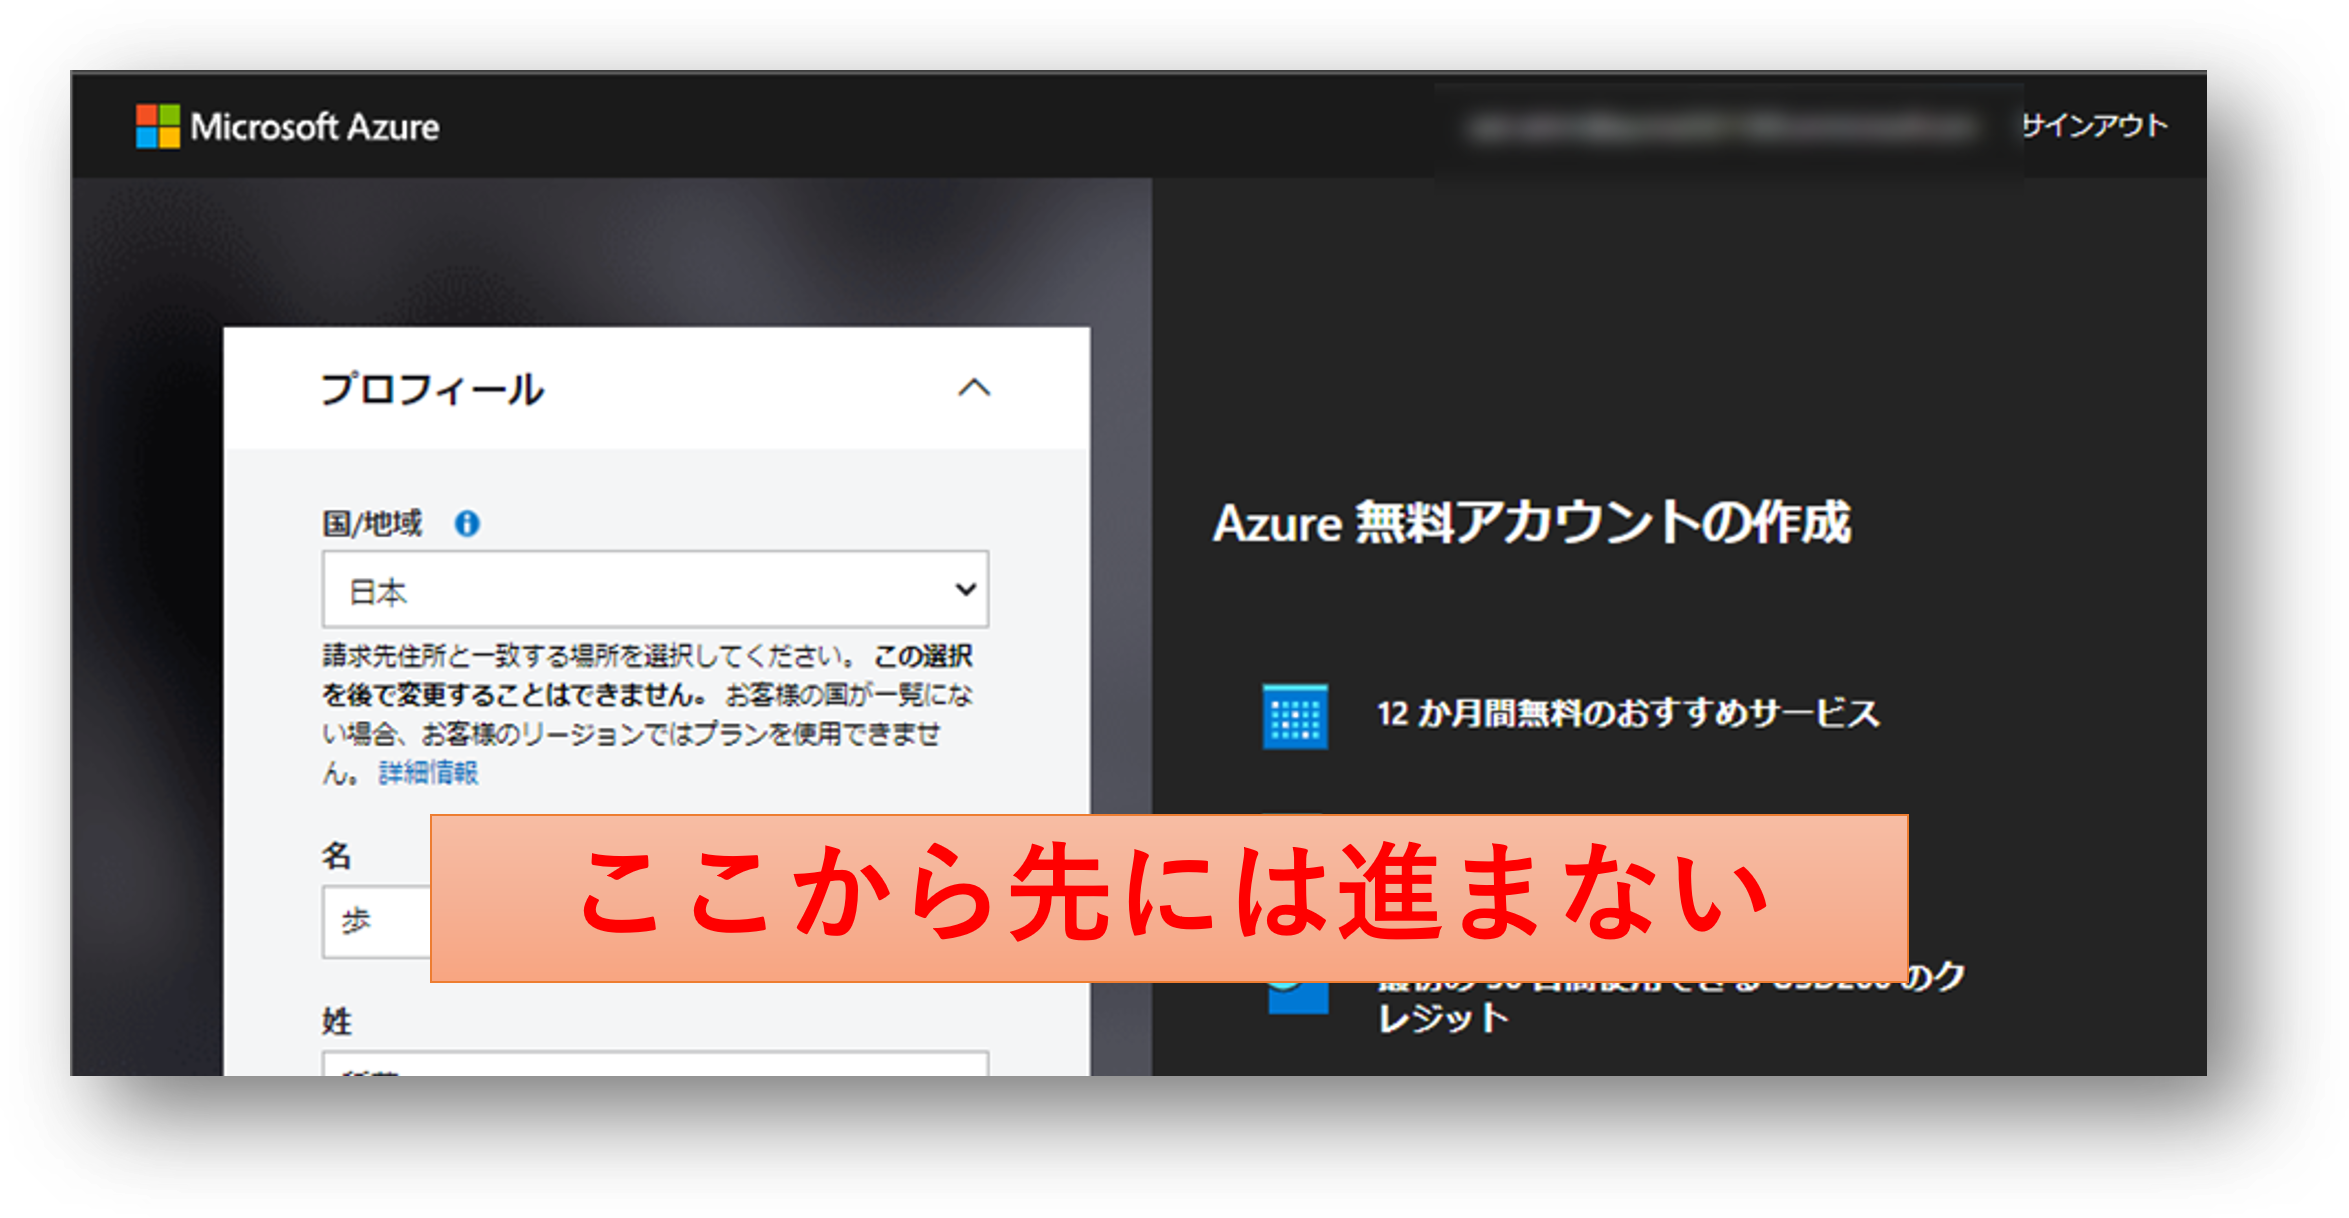 Microsoft Azure
サインアウト
プロフィール
国/地域
日本
請求先住所と一致する場所を選択してください。 この選択
を後で変更することはできません。 お客様の国が一覧にな
い場合、お客様のリージョンではプランを使用できませ
ん。 詳細情報
名
歩
姓
Azure 無料アカウントの作成
12 か月間無料のおすすめサービス
ここから先には進まない
のク
レジット